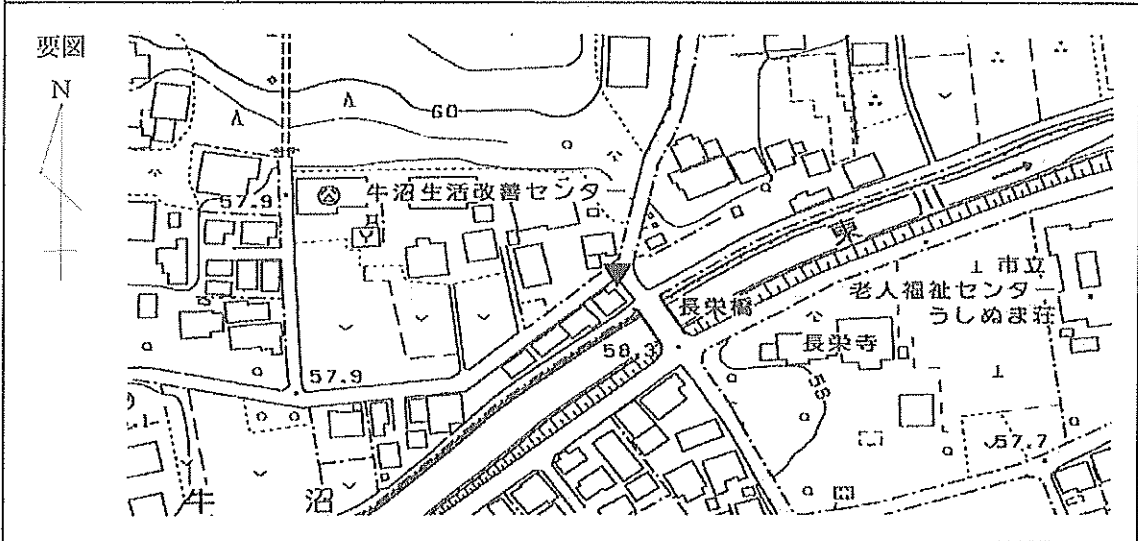 要図
N
60
牛沼生活改善センター
57.9
東
市立
老人福祉センター
うしぬま荘
長栄橋
長栄寺
58.3
57.9
58
57.7
牛沼